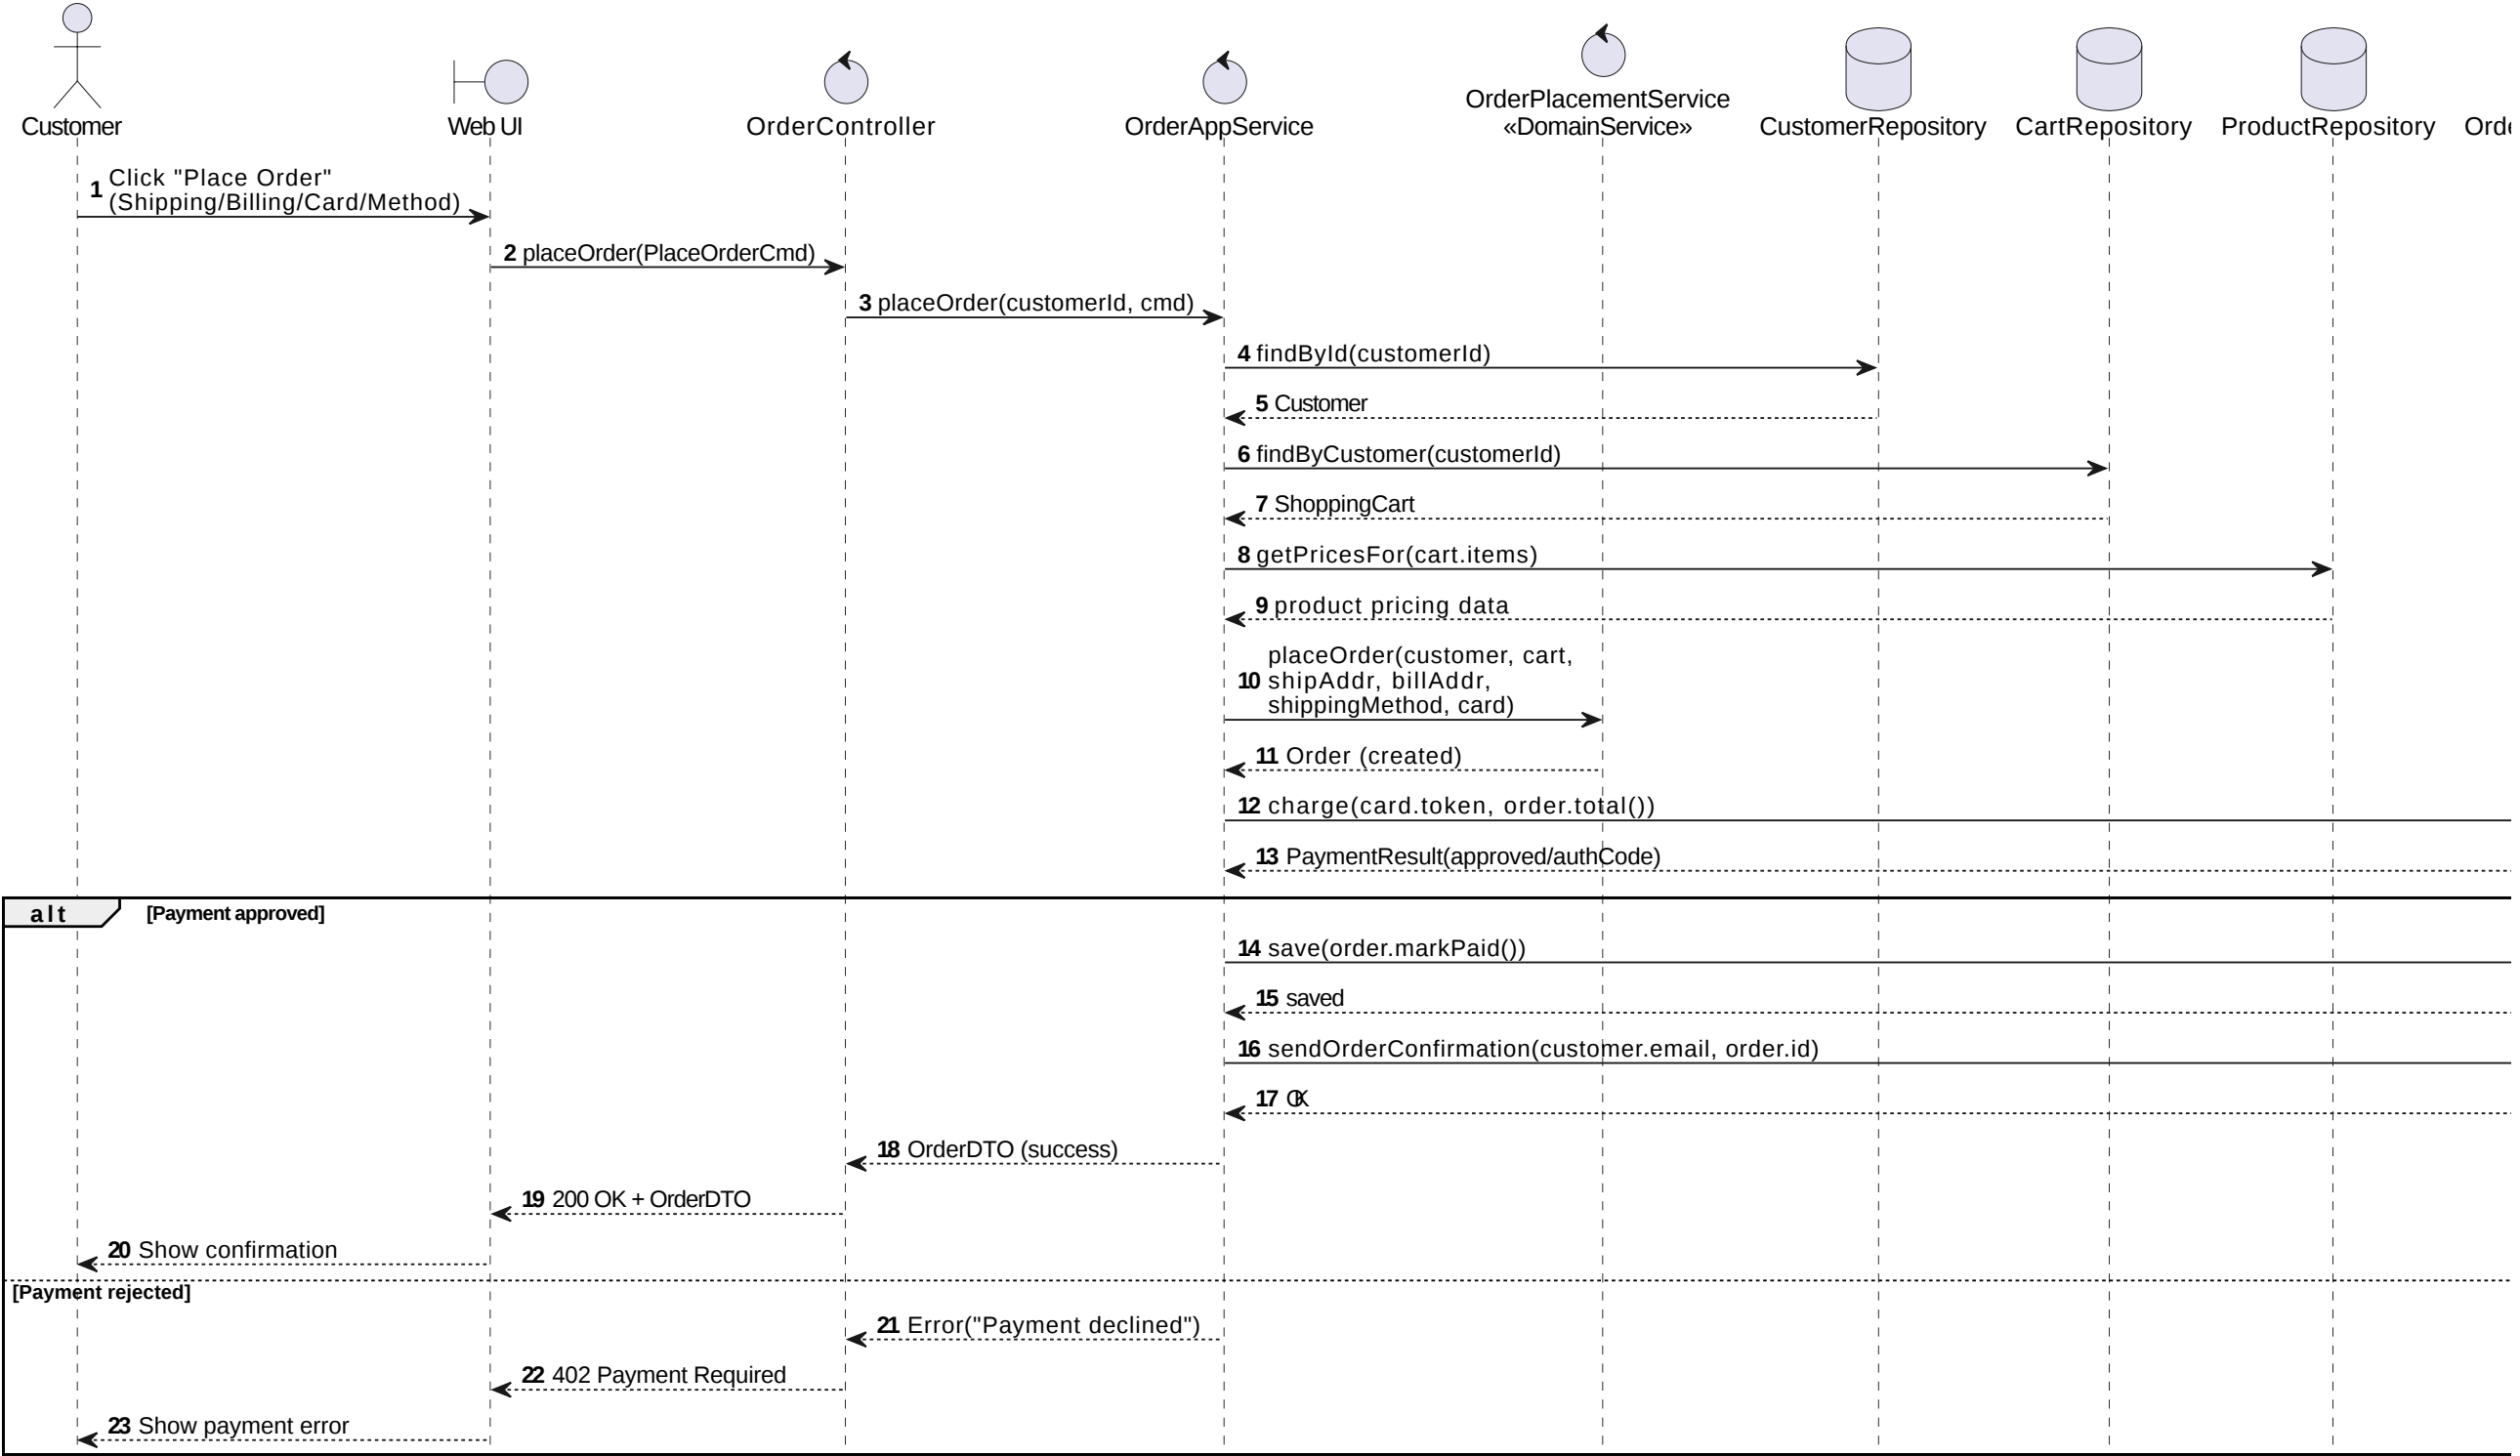 Customer
Web UI
OrderController
OrderAppService
OrderPlacementService
«DomainService»
CustomerRepository
CartRepository
ProductRepository
Orde
1 Click "Place Order"
(Shipping/Billing/Card/Method)
2 placeOrder(PlaceOrderCmd)
3 placeOrder(customerId, cmd)
4 findById(customerId)
5 Customer
6 findByCustomer(customerId)
7 ShoppingCart
8 getPricesFor(cart.items)
9 product pricing data
placeOrder(customer, cart,
10 shipAddr, billAddr,
shippingMethod, card)
11 Order (created)
12 charge(card.token, order.total())
13 PaymentResult(approved/authCode)
alt [Payment approved]
14 save(order.markPaid())
15 saved
16 sendOrderConfirmation(customer.email, order.id)
17 OK
18 OrderDTO (success)
19 200 OK + OrderDTO
20 Show confirmation
[Payment rejected]
21 Error("Payment declined")
22 402 Payment Required
23 Show payment error